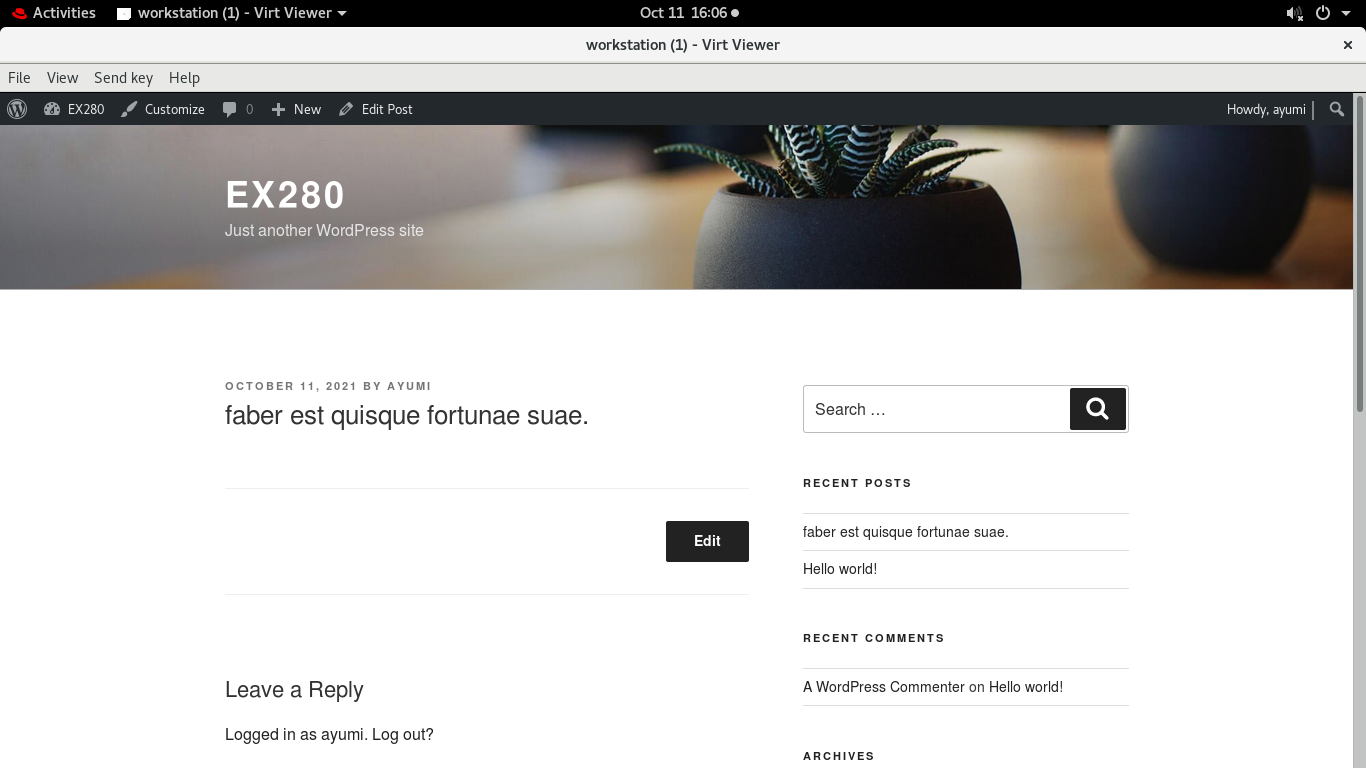 Activities workstation (1) - Virt Viewer Oct 11 16:06
workstation (1) - Virt Viewer
File View Send key Help
EX280 Customize 0 New Edit Post Howdy, ayumi
EX280
Just another WordPress site
OCTOBER 11, 2021 BY AYUMI
faber est quisque fortunae suae.
Edit
Leave a Reply
Logged in as ayumi. Log out?
Search …
RECENT POSTS
faber est quisque fortunae suae.
Hello world!
RECENT COMMENTS
A WordPress Commenter on Hello world!
ARCHIVES